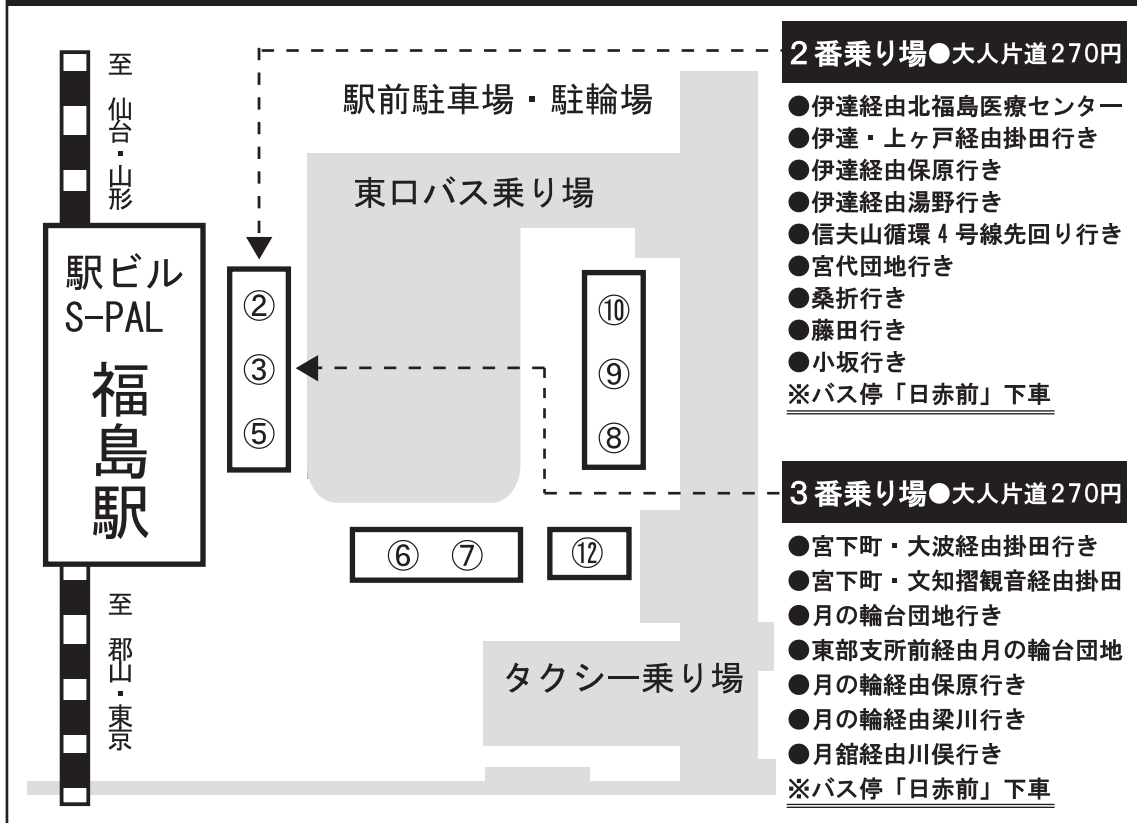 至 仙台・山形
駅ビル
S-PAL
福島駅
至 郡山・東京
駅前駐車場・駐輪場
東口バス乗り場
②
③
⑤
⑩
⑨
⑧
⑥ ⑦
⑫
タクシー乗り場
2番乗り場●大人片道270円
●伊達経由北福島医療センター
●伊達・上ヶ戸経由掛田行き
●伊達経由保原行き
●伊達経由湯野行き
●信夫山循環4号線先回り行き
●宮代団地行き
●桑折行き
●藤田行き
●小坂行き
※バス停「日赤前」下車
3番乗り場●大人片道270円
●宮下町・大波経由掛田行き
●宮下町・文知摺観音経由掛田
●月の輪台団地行き
●東部支所前経由月の輪台団地
●月の輪経由保原行き
●月の輪経由梁川行き
●月舘経由川俣行き
※バス停「日赤前」下車